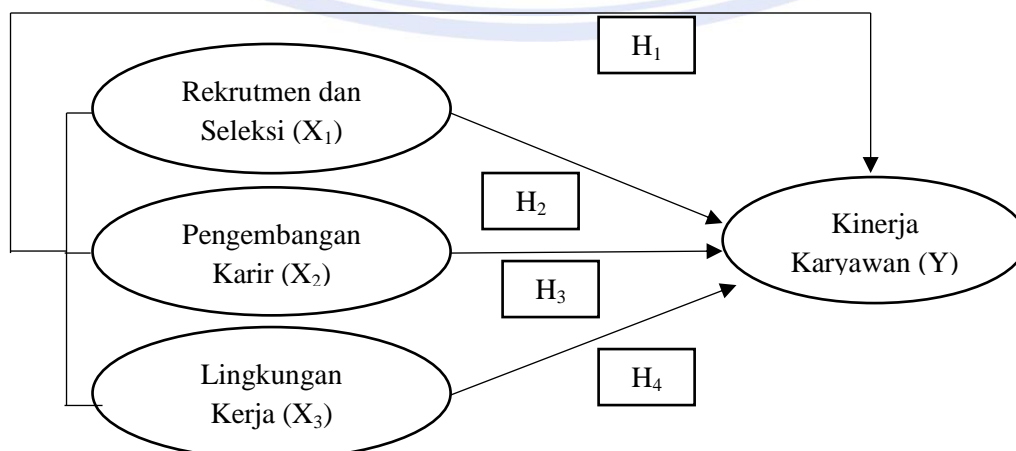 H₁
Rekrutmen dan
Seleksi (X₁)
H₂
Pengembangan
Karir (X₂)
Kinerja
Karyawan (Y)
H₃
Lingkungan
Kerja (X₃)
H₄